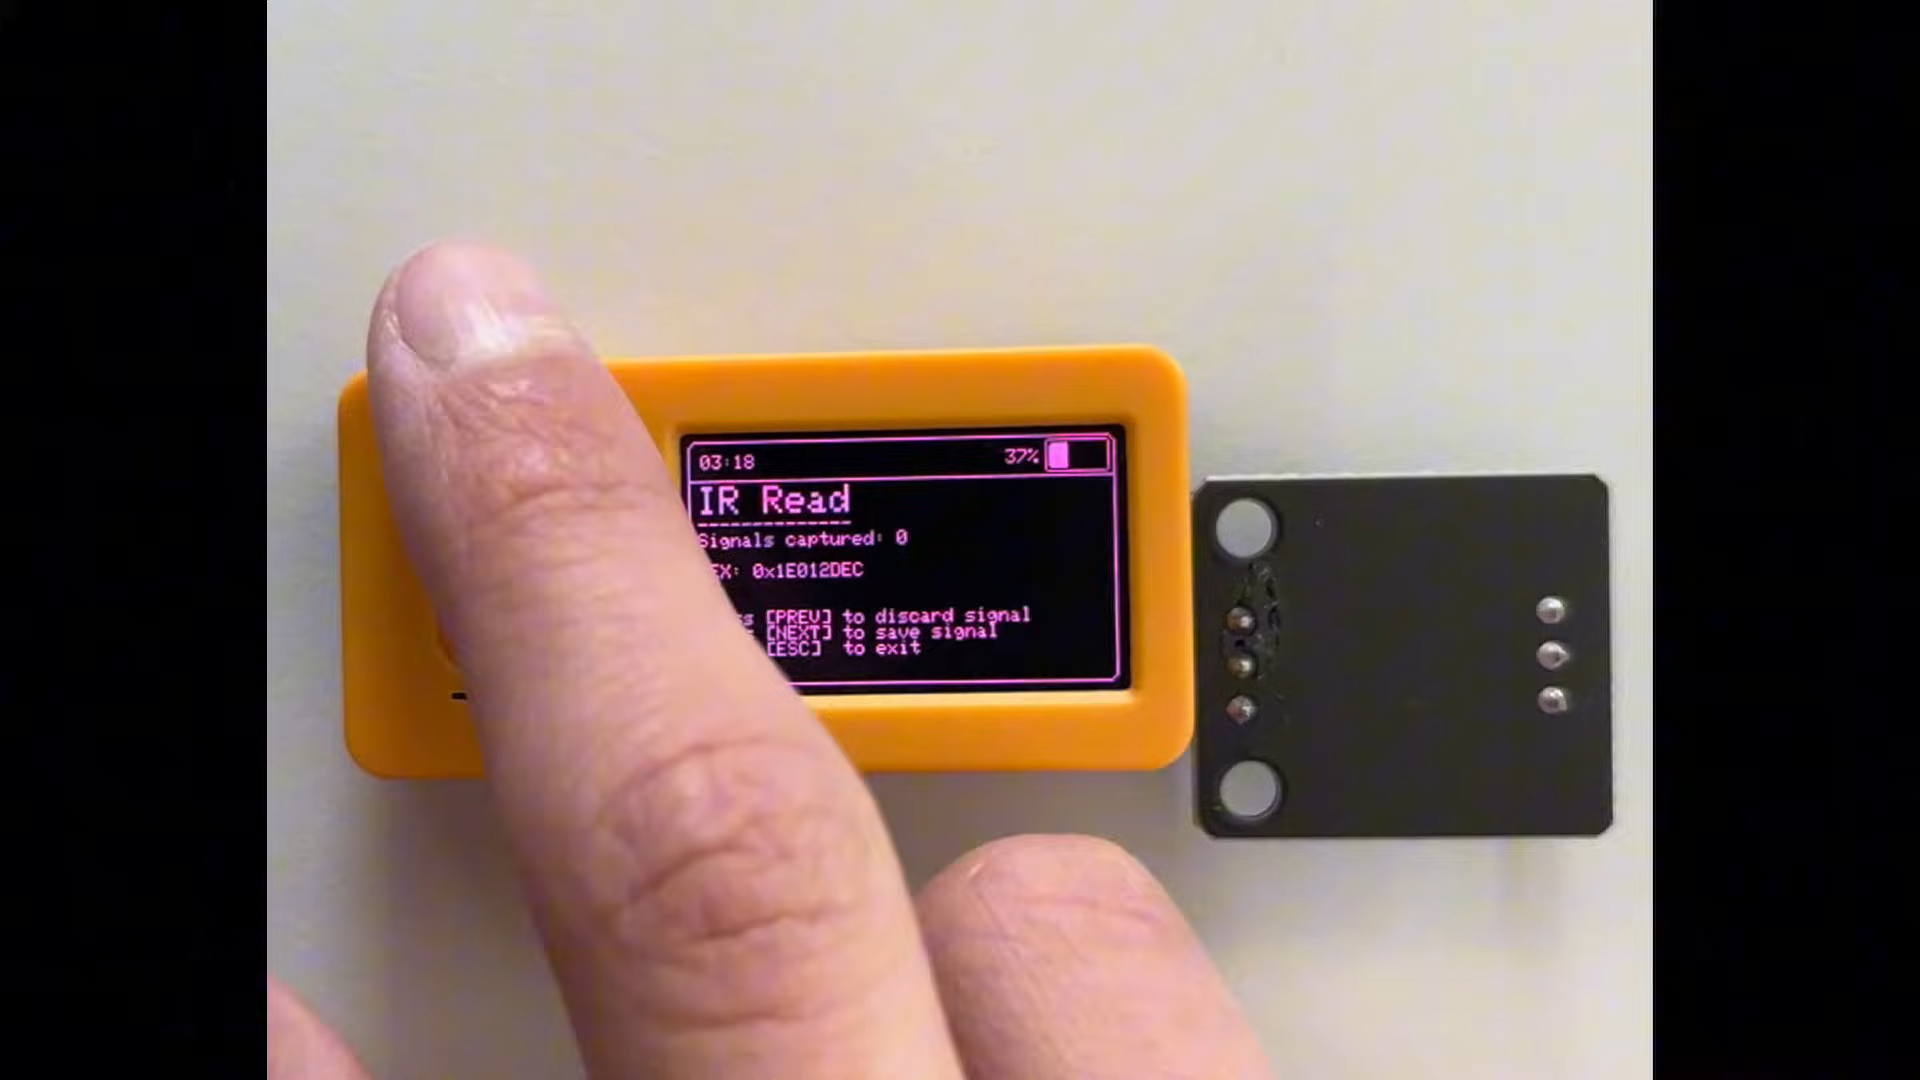 03:18 37%
IR Read
Signals captured: 0
EX: 0x1E012DEC
[PREV] to discard signal
[NEXT] to save signal
[ESC] to exit